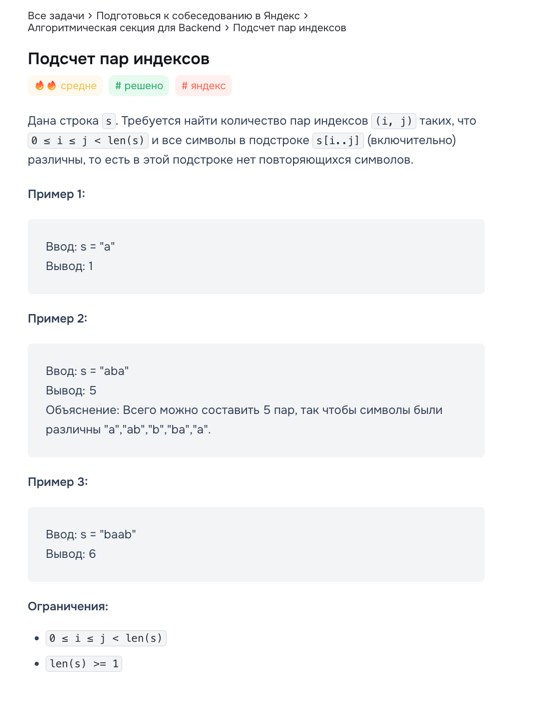 Все задачи > Подготовься к собеседованию в Яндекс >
Алгоритмическая секция для Backend > Подсчет пар индексов
Подсчет пар индексов
🔥🔥 средне # решено # яндекс
Дана строка s. Требуется найти количество пар индексов (i, j) таких, что
0 ≤ i ≤ j < len(s) и все символы в подстроке s[i..j] (включительно)
различны, то есть в этой подстроке нет повторяющихся символов.
Пример 1:
Ввод: s = "a"
Вывод: 1
Пример 2:
Ввод: s = "aba"
Вывод: 5
Объяснение: Всего можно составить 5 пар, так чтобы символы были
различны "a","ab","b","ba","a".
Пример 3:
Ввод: s = "baab"
Вывод: 6
Ограничения:
• 0 ≤ i ≤ j < len(s)
• len(s) >= 1